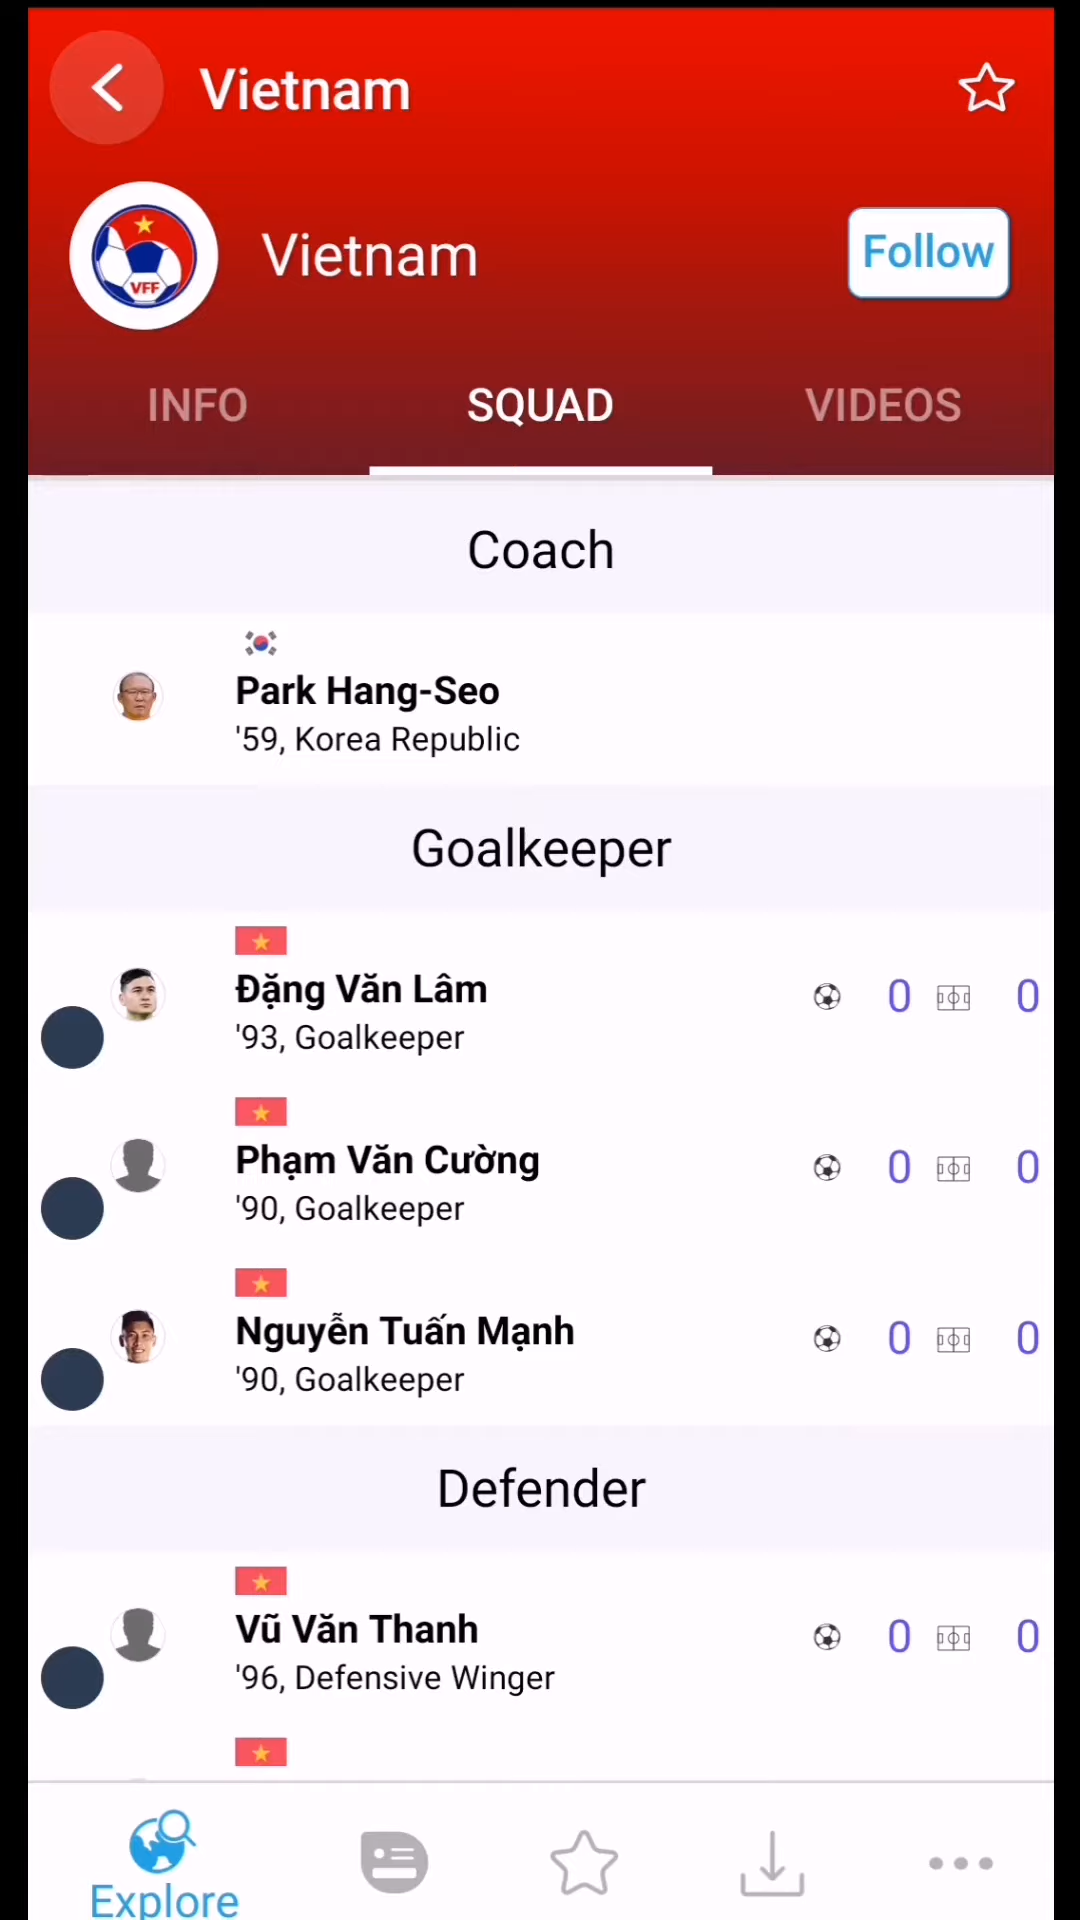 Vietnam
VFF
Vietnam
Follow
INFO SQUAD VIDEOS
Coach
Park Hang-Seo
'59, Korea Republic
Goalkeeper
Đặng Văn Lâm
0 0
'93, Goalkeeper
Phạm Văn Cường
0 0
'90, Goalkeeper
Nguyễn Tuấn Mạnh
0 0
'90, Goalkeeper
Defender
Vũ Văn Thanh
0 0
'96, Defensive Winger
Explore